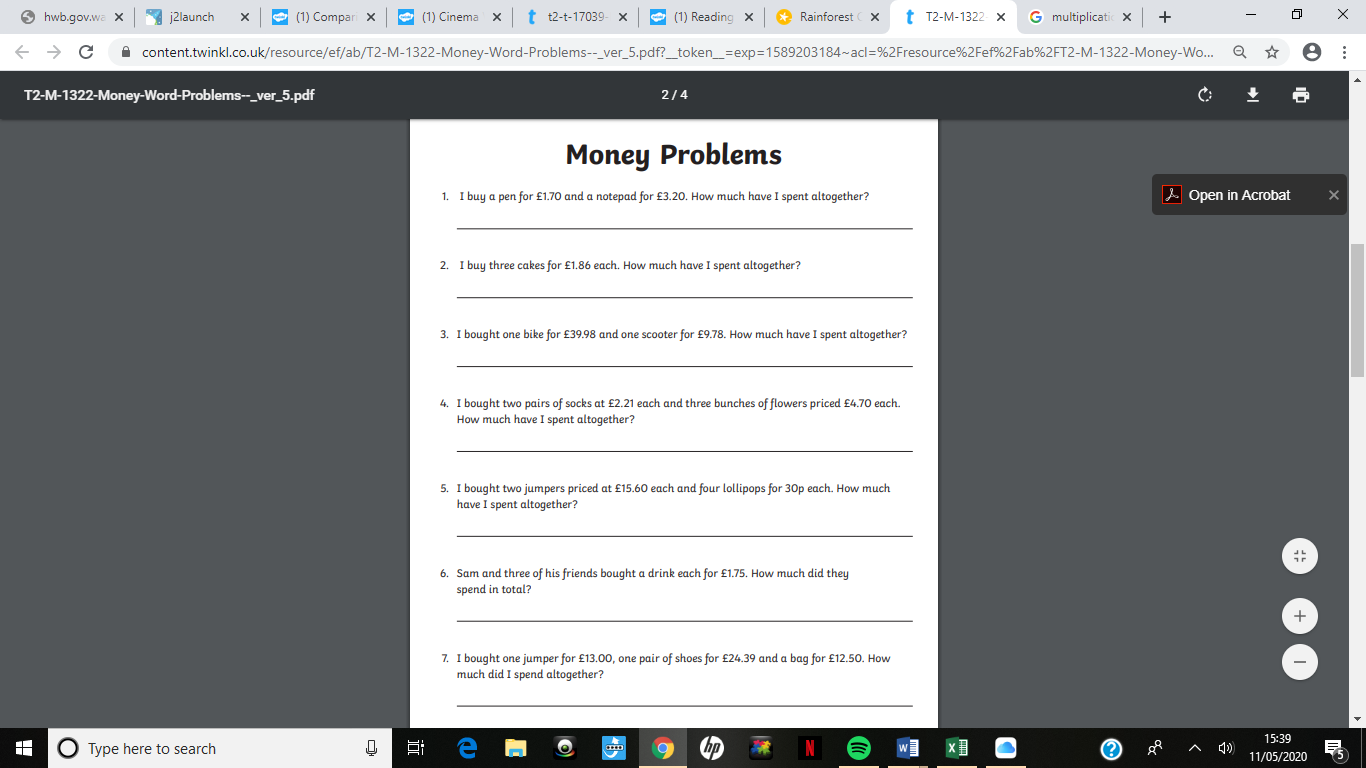 hwb.gov.wa
j2launch
(1) Compar
(1) Cinema
t2-t-17039-
(1) Reading
Rainforest C
T2-M-1322-
multiplicatic
content.twinkl.co.uk/resource/ef/ab/T2-M-1322-Money-Word-Problems--_ver_5.pdf?__token__=exp=1589203184~acl=%2Fresource%2Fef%2Fab%2FT2-M-1322-Money-Wo...
T2-M-1322-Money-Word-Problems--_ver_5.pdf
2 / 4
Open in Acrobat
Money Problems
1. I buy a pen for £1.70 and a notepad for £3.20. How much have I spent altogether?
2. I buy three cakes for £1.86 each. How much have I spent altogether?
3. I bought one bike for £39.98 and one scooter for £9.78. How much have I spent altogether?
4. I bought two pairs of socks at £2.21 each and three bunches of flowers priced £4.70 each.
How much have I spent altogether?
5. I bought two jumpers priced at £15.60 each and four lollipops for 30p each. How much
have I spent altogether?
6. Sam and three of his friends bought a drink each for £1.75. How much did they
spend in total?
7. I bought one jumper for £13.00, one pair of shoes for £24.39 and a bag for £12.50. How
much did I spend altogether?
Type here to search
15:39
11/05/2020
5